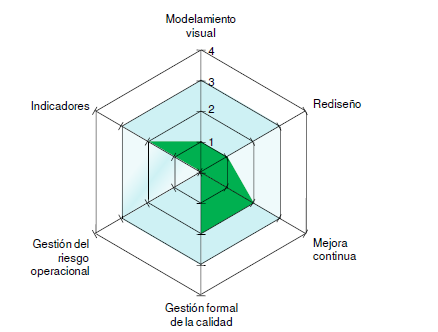 Modelamiento
visual
4
3
Indicadores
Rediseño
2
1
Gestión del
riesgo
operacional
Mejora
continua
Gestión formal
de la calidad